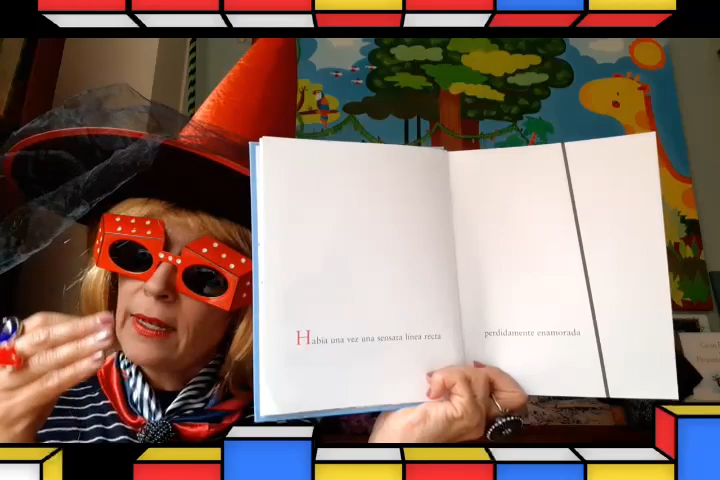 Había una vez una sensata línea recta
perdidamente enamorada